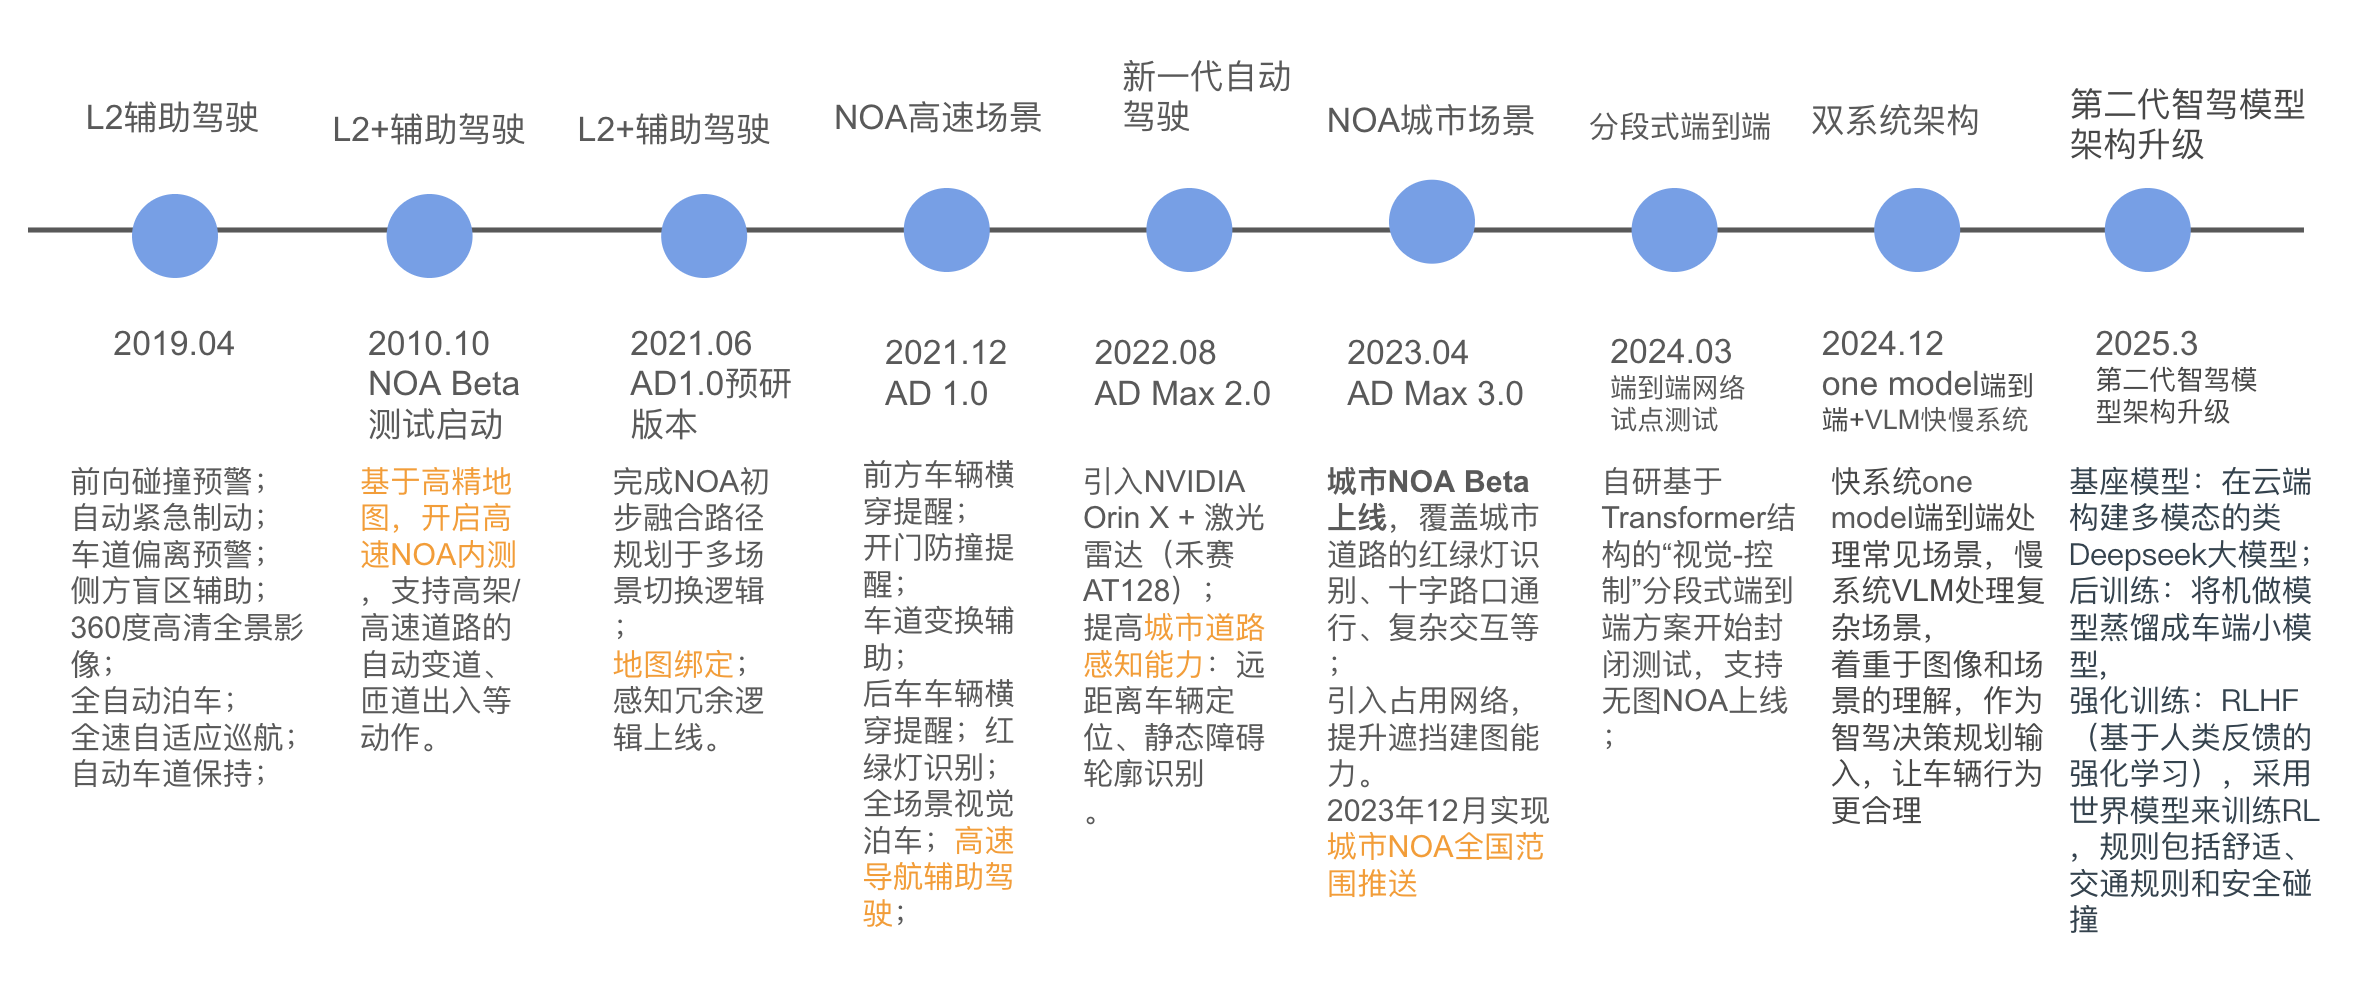 L2辅助驾驶
L2+辅助驾驶
L2+辅助驾驶
NOA高速场景
新一代自动
驾驶
NOA城市场景
分段式端到端
双系统架构
第二代智驾模型
架构升级
2019.04
前向碰撞预警；
自动紧急制动；
车道偏离预警；
侧方盲区辅助；
360度高清全景影
像；
全自动泊车；
全速自适应巡航；
自动车道保持；
2010.10
NOA Beta
测试启动
基于高精地
图，开启高
速NOA内测
，支持高架/
高速道路的
自动变道、
匝道出入等
动作。
2021.06
AD1.0预研
版本
完成NOA初
步融合路径
规划于多场
景切换逻辑
；
地图绑定；
感知冗余逻
辑上线。
2021.12
AD 1.0
前方车辆横
穿提醒；
开门防撞提
醒；
车道变换辅
助；
后车车辆横
穿提醒；红
绿灯识别；
全场景视觉
泊车；高速
导航辅助驾
驶；
2022.08
AD Max 2.0
引入NVIDIA
Orin X + 激光
雷达（禾赛
AT128）；
提高城市道路
感知能力：远
距离车辆定
位、静态障碍
轮廓识别
。
2023.04
AD Max 3.0
城市NOA Beta
上线，覆盖城市
道路的红绿灯识
别、十字路口通
行、复杂交互等
；
引入占用网络，
提升遮挡建图能
力。
2023年12月实现
城市NOA全国范
围推送
2024.03
端到端网络
试点测试
自研基于
Transformer结
构的“视觉-控
制”分段式端到
端方案开始封
闭测试，支持
无图NOA上线
；
2024.12
one model端到
端+VLM快慢系统
快系统one
model端到端处
理常见场景，慢
系统VLM处理复
杂场景，
着重于图像和场
景的理解，作为
智驾决策规划输
入，让车辆行为
更合理
2025.3
第二代智驾模
型架构升级
基座模型：在云端
构建多模态的类
Deepseek大模型；
后训练：将机做模
型蒸馏成车端小模
型，
强化训练：RLHF
（基于人类反馈的
强化学习），采用
世界模型来训练RL
，规则包括舒适、
交通规则和安全碰
撞